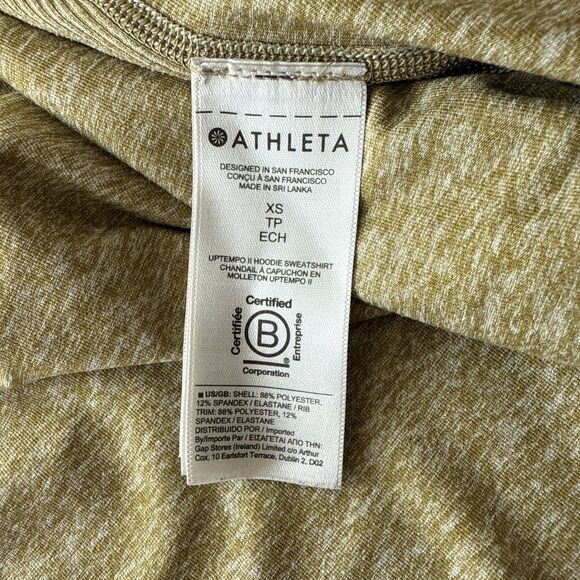 ATHLETA
DESIGNED IN SAN FRANCISCO
CONÇU À SAN FRANCISCO
MADE IN SRI LANKA
XS
TP
ECH
UPTEMPO II HOODIE SWEATSHIRT
CHANDAIL À CAPUCHON EN
MOLLETON UPTEMPO II
Certified
Certifiée
B
®
Entreprise
Corporation
■ US/GB: SHELL: 88% POLYESTER,
12% SPANDEX / ELASTANE / RIB
TRIM: 88% POLYESTER, 12%
SPANDEX / ELASTANE
DISTRIBUIDO POR / Imported
By/Importe Par / ΕΙΣΑΓΕΤΑΙ ΑΠΟ ΤΗΝ:
Gap Stores (Ireland) Limited c/o Arthur
Cox, 10 Earlsfort Terrace, Dublin 2, D02